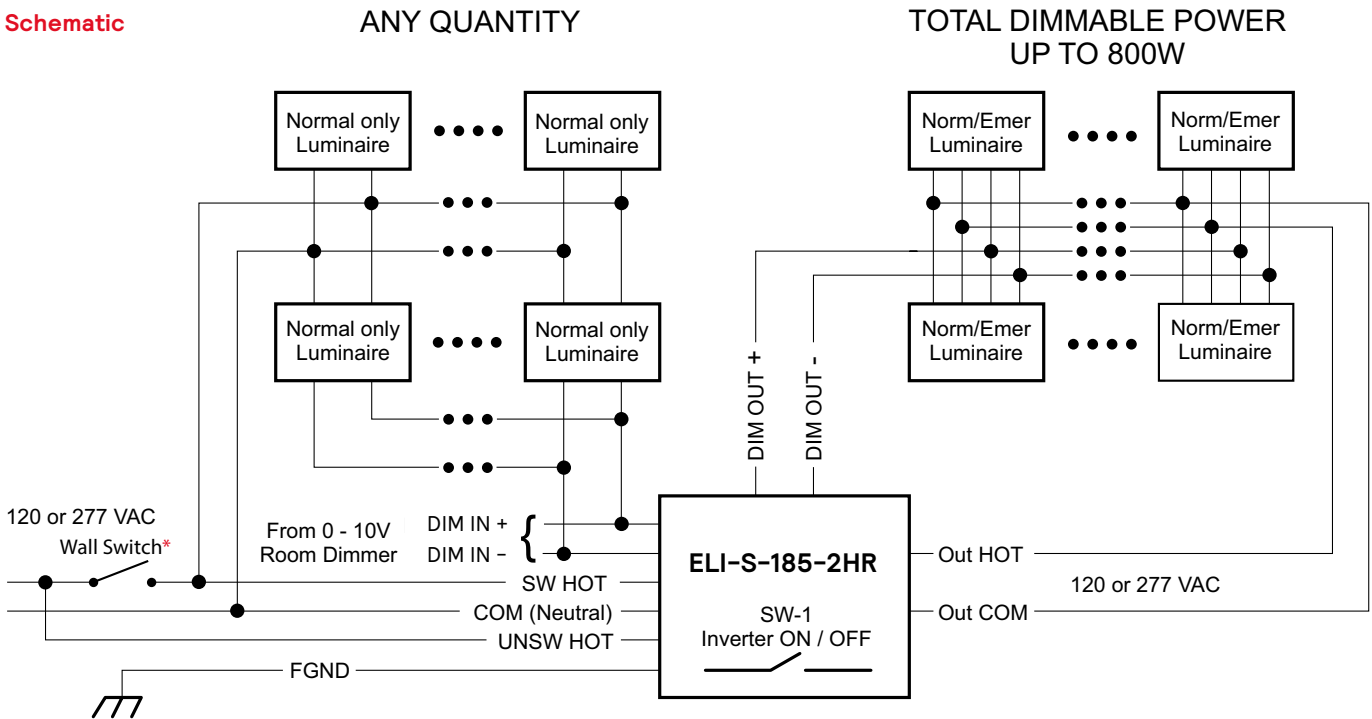 Schematic
ANY QUANTITY
TOTAL DIMMABLE POWER
UP TO 800W
Normal only
Luminaire
Normal only
Luminaire
Norm/Emer
Luminaire
Norm/Emer
Luminaire
Normal only
Luminaire
Normal only
Luminaire
Norm/Emer
Luminaire
Norm/Emer
Luminaire
DIM OUT +
DIM OUT -
120 or 277 VAC
Wall Switch*
From 0 - 10V
Room Dimmer
DIM IN +
DIM IN -
SW HOT
COM (Neutral)
UNSW HOT
FGND
ELI-S-185-2HR
SW-1
Inverter ON / OFF
Out HOT
120 or 277 VAC
Out COM